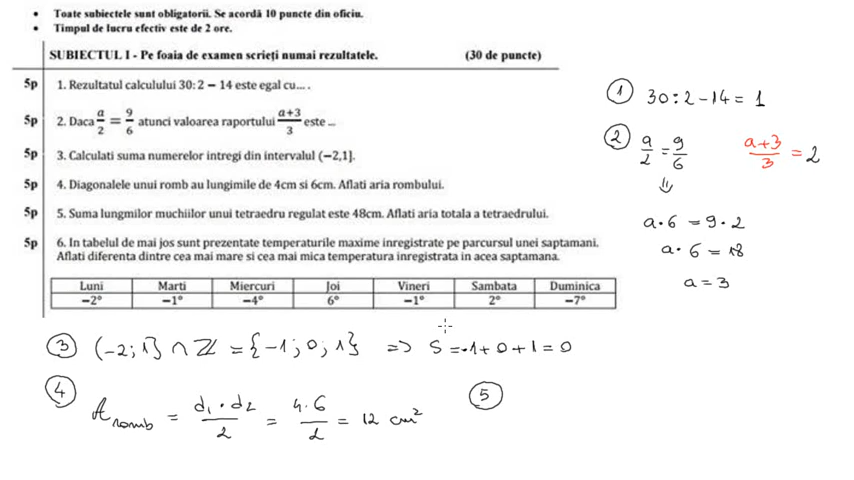 • Toate subiectele sunt obligatorii. Se acordă 10 puncte din oficiu.
• Timpul de lucru efectiv este de 2 ore.
SUBIECTUL I - Pe foaia de examen scrieți numai rezultatele. (30 de puncte)
5p 1. Rezultatul calculului 30: 2 − 14 este egal cu... .
5p 2. Daca a/2 = 9/6 atunci valoarea raportului (a+3)/3 este ...
5p 3. Calculati suma numerelor intregi din intervalul (−2,1].
5p 4. Diagonalele unui romb au lungimile de 4cm si 6cm. Aflati aria rombului.
5p 5. Suma lungmilor muchiilor unui tetraedru regulat este 48cm. Aflati aria totala a tetraedrului.
5p 6. In tabelul de mai jos sunt prezentate temperaturile maxime inregistrate pe parcursul unei saptamani.
Aflati diferenta dintre cea mai mare si cea mai mica temperatura inregistrata in acea saptamana.
Luni Marti Miercuri Joi Vineri Sambata Duminica
−2° −1° −4° 6° −1° 2° −7°
① 30:2−14= 1
② a/2 = 9/6 (a+3)/3 = 2
⇓
a·6 = 9·2
a·6 = 18
a = 3
③ (−2; 1] ∩ ℤ = {−1; 0; 1} => S = -1+0+1=0
④ A romb = d₁·d₂/2 = 4·6/2 = 12 cm²
⑤